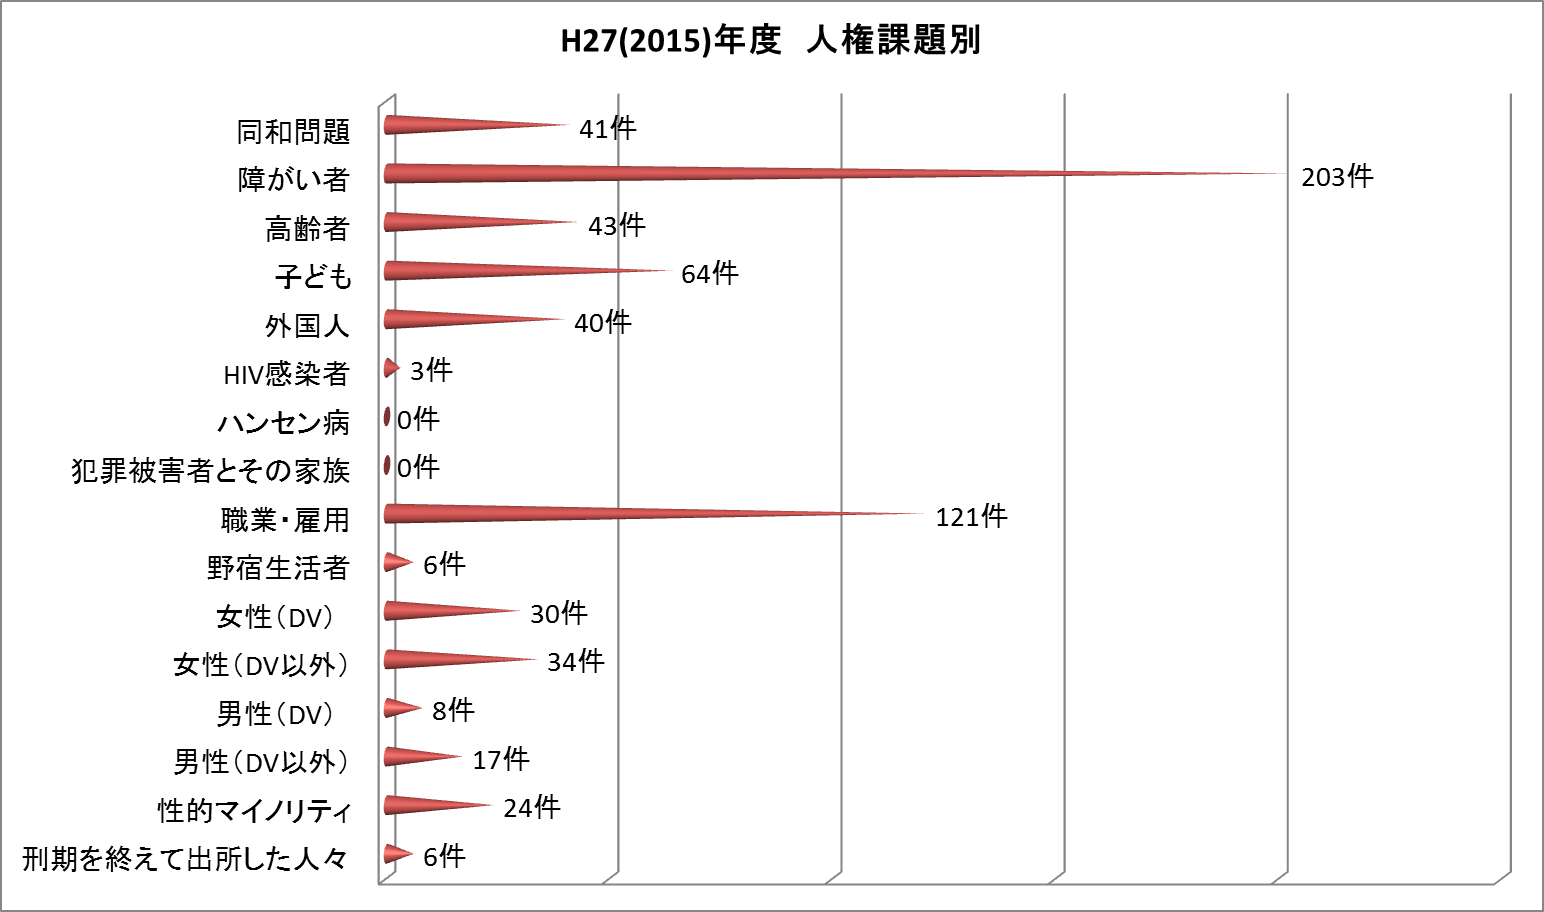 H27(2015)年度　人権課題別
同和問題 41件
障がい者 203件
高齢者 43件
子ども 64件
外国人 40件
HIV感染者 3件
ハンセン病 0件
犯罪被害者とその家族 0件
職業・雇用 121件
野宿生活者 6件
女性（DV） 30件
女性（DV以外） 34件
男性（DV） 8件
男性（DV以外） 17件
性的マイノリティ 24件
刑期を終えて出所した人々 6件